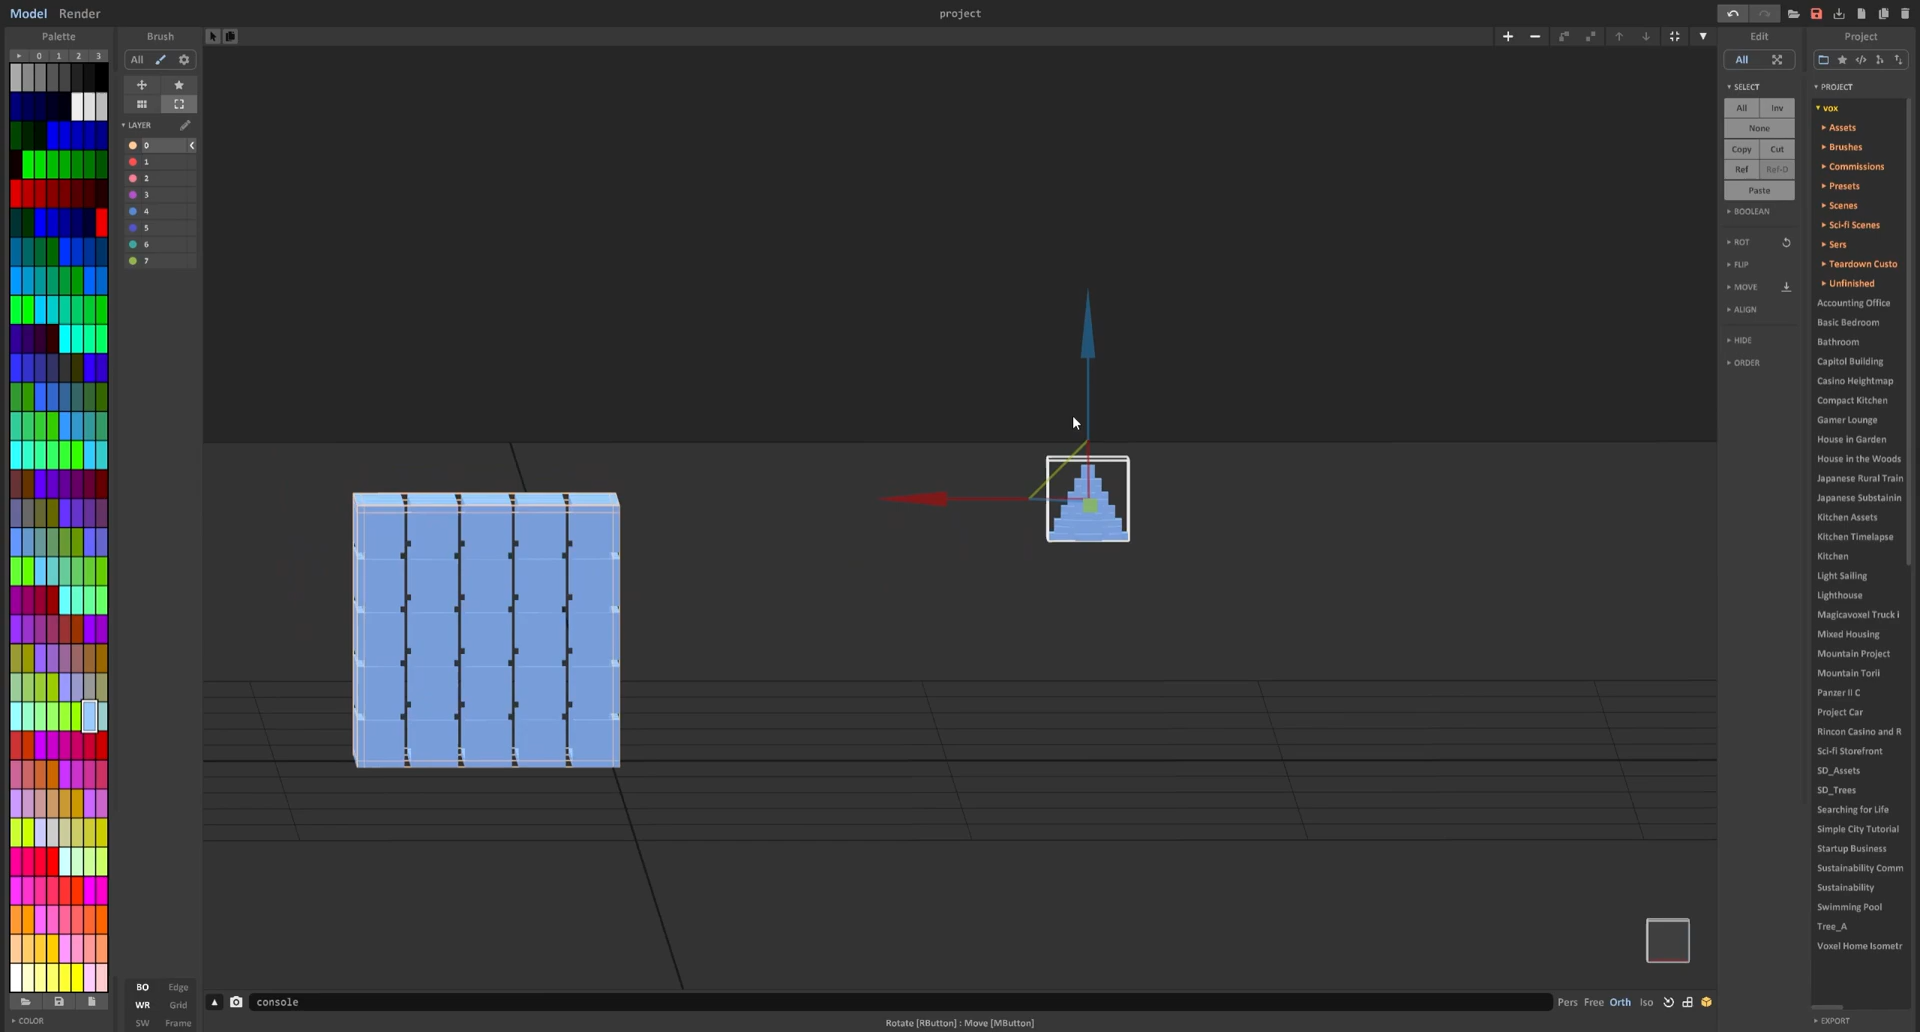 Model Render
project
Palette
Brush
Edit
Project
0 1 2 3
All
All
LAYER
0
1
2
3
4
5
6
7
SELECT
All Inv
None
Copy Cut
Ref Ref-D
Paste
BOOLEAN
ROT
FLIP
MOVE
ALIGN
HIDE
ORDER
PROJECT
vox
Assets
Brushes
Commissions
Presets
Scenes
Sci-fi Scenes
Sers
Teardown Custo
Unfinished
Accounting Office
Basic Bedroom
Bathroom
Capitol Building
Casino Heightmap
Compact Kitchen
Gamer Lounge
House in Garden
House in the Woods
Japanese Rural Train
Japanese Substainin
Kitchen Assets
Kitchen Timelapse
Kitchen
Light Sailing
Lighthouse
Magicavoxel Truck i
Mixed Housing
Mountain Project
Mountain Torii
Panzer II C
Project Car
Rincon Casino and R
Sci-fi Storefront
SD_Assets
SD_Trees
Searching for Life
Simple City Tutorial
Startup Business
Sustainability Comm
Sustainability
Swimming Pool
Tree_A
Voxel Home Isometr
BO Edge
WR Grid
SW Frame
console
Pers Free Orth Iso
COLOR
Rotate [RButton] : Move [MButton]
EXPORT